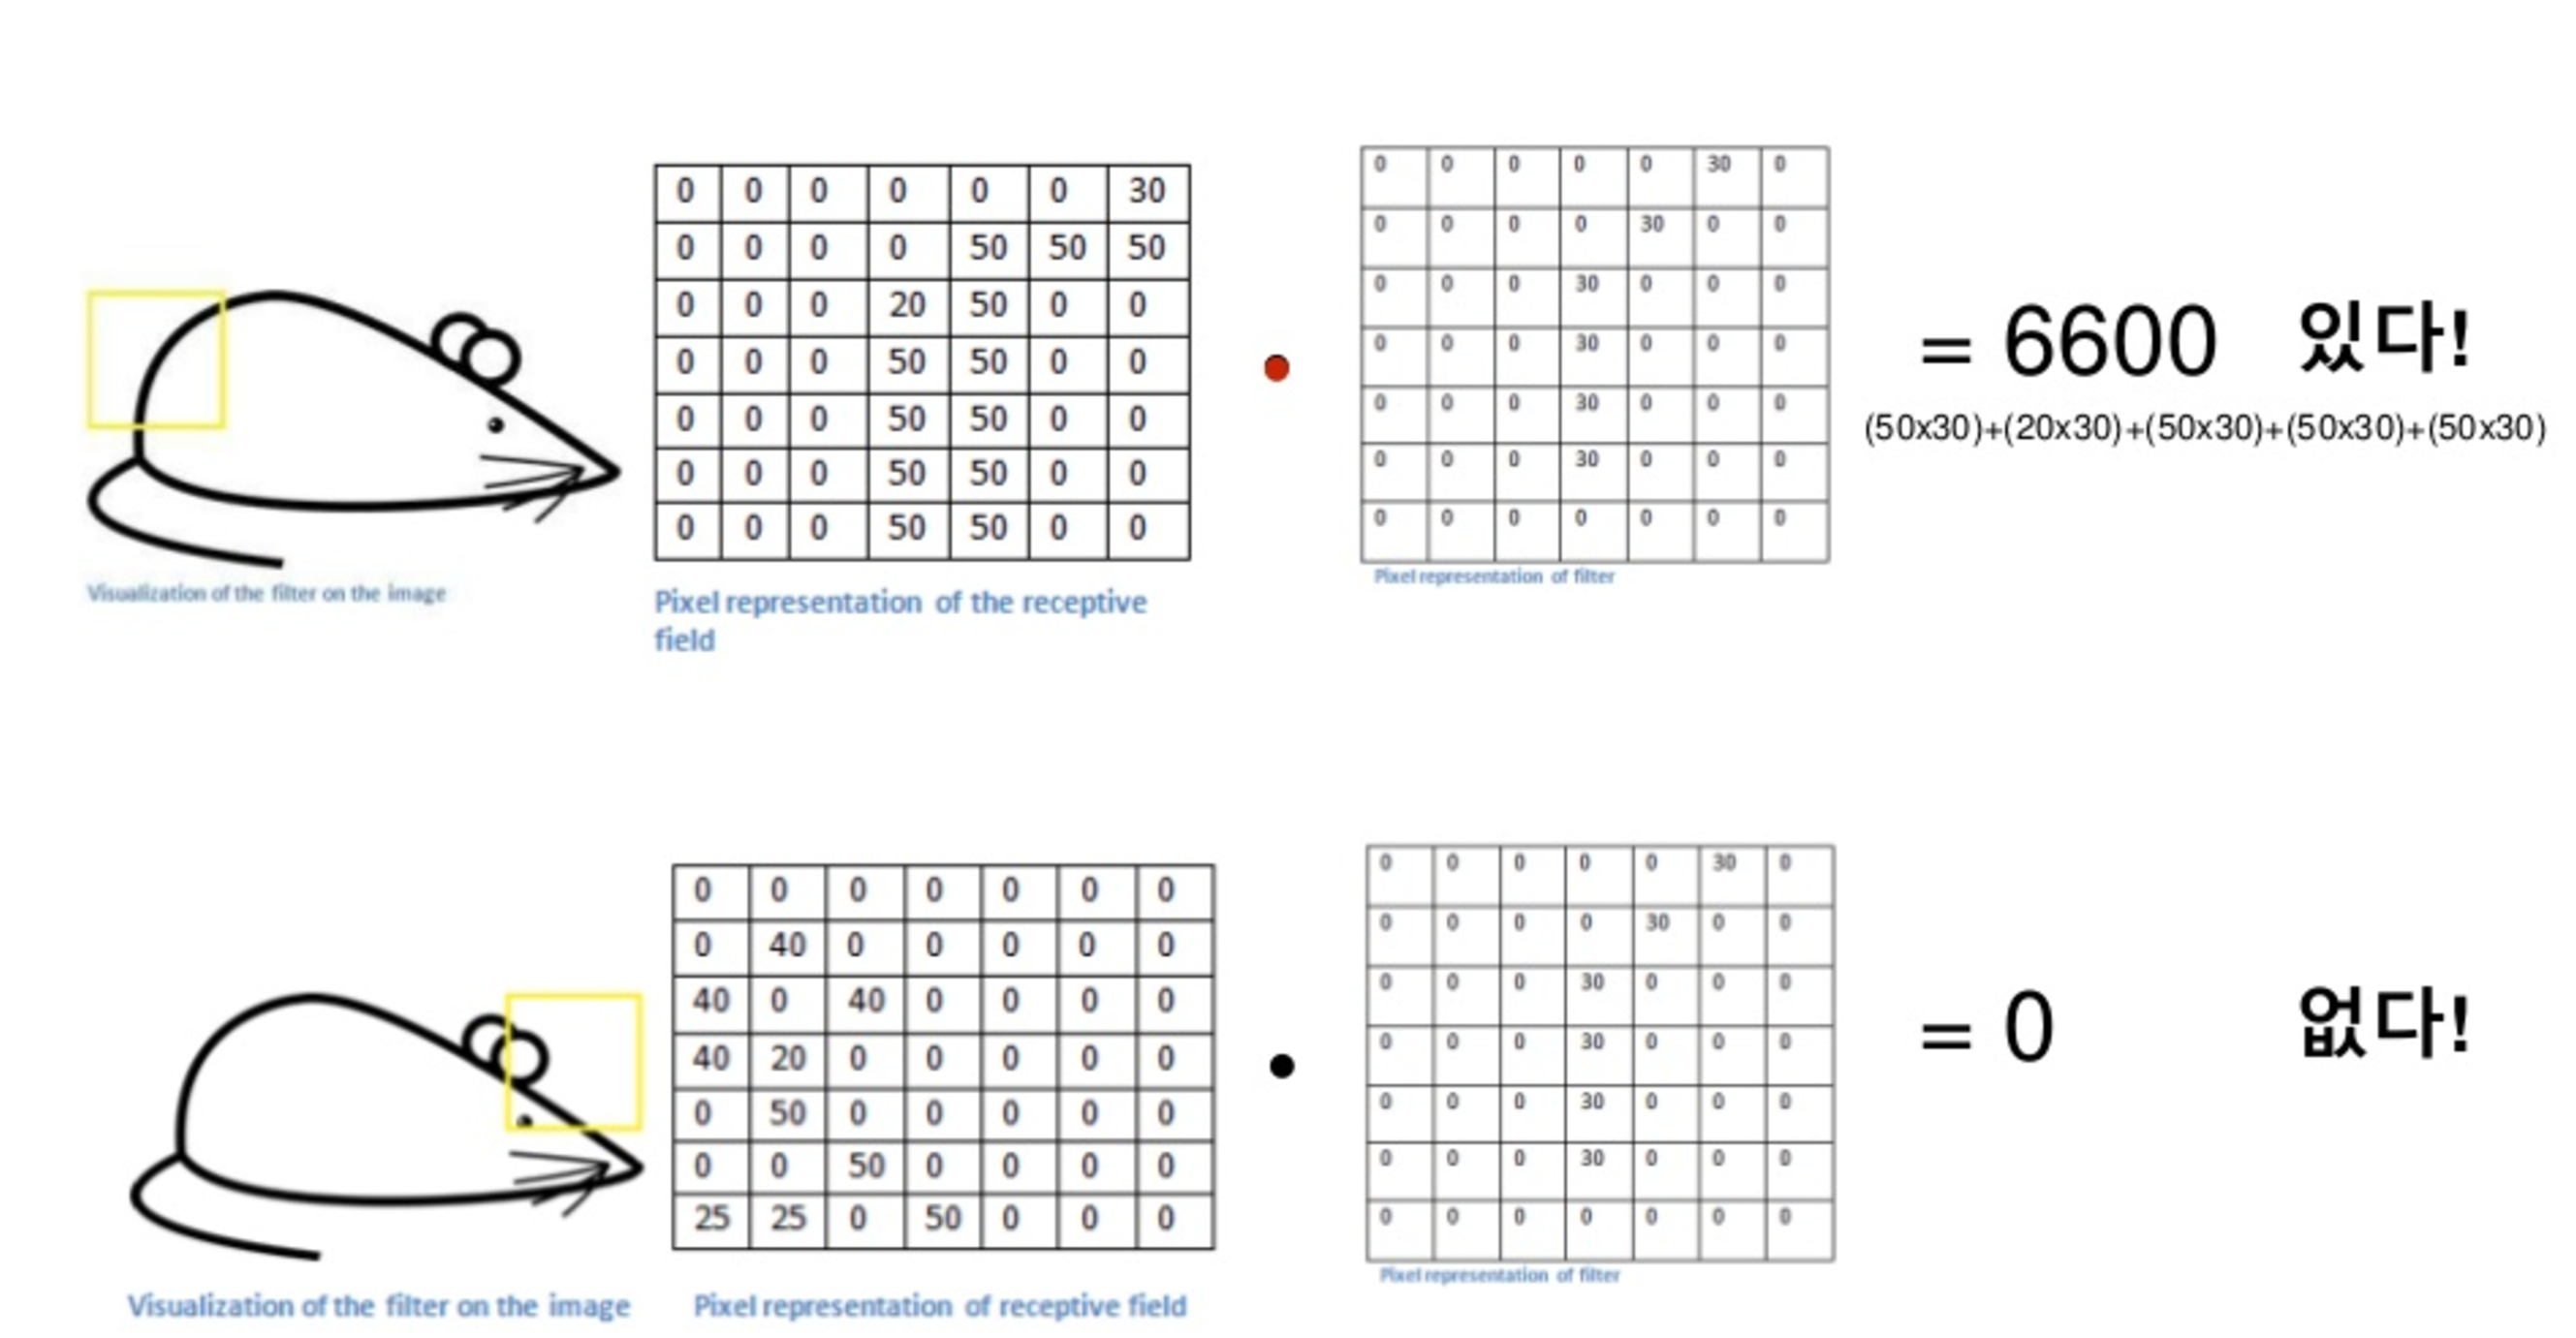 0 0 0 0 0 0 30
0 0 0 0 50 50 50
0 0 0 20 50 0 0
0 0 0 50 50 0 0
0 0 0 50 50 0 0
0 0 0 50 50 0 0
0 0 0 50 50 0 0
0 0 0 0 0 30 0
0 0 0 0 30 0 0
0 0 0 30 0 0 0
0 0 0 30 0 0 0
0 0 0 30 0 0 0
0 0 0 30 0 0 0
0 0 0 0 0 0 0
= 6600 있다!
(50x30)+(20x30)+(50x30)+(50x30)+(50x30)
Visualization of the filter on the image
Pixel representation of the receptive
field
Pixel representation of filter
0 0 0 0 0 0 0
0 40 0 0 0 0 0
40 0 40 0 0 0 0
40 20 0 0 0 0 0
0 50 0 0 0 0 0
0 0 50 0 0 0 0
25 25 0 50 0 0 0
0 0 0 0 0 30 0
0 0 0 0 30 0 0
0 0 0 30 0 0 0
0 0 0 30 0 0 0
0 0 0 30 0 0 0
0 0 0 30 0 0 0
0 0 0 0 0 0 0
= 0 없다!
Visualization of the filter on the image
Pixel representation of receptive field
Pixel representation of filter